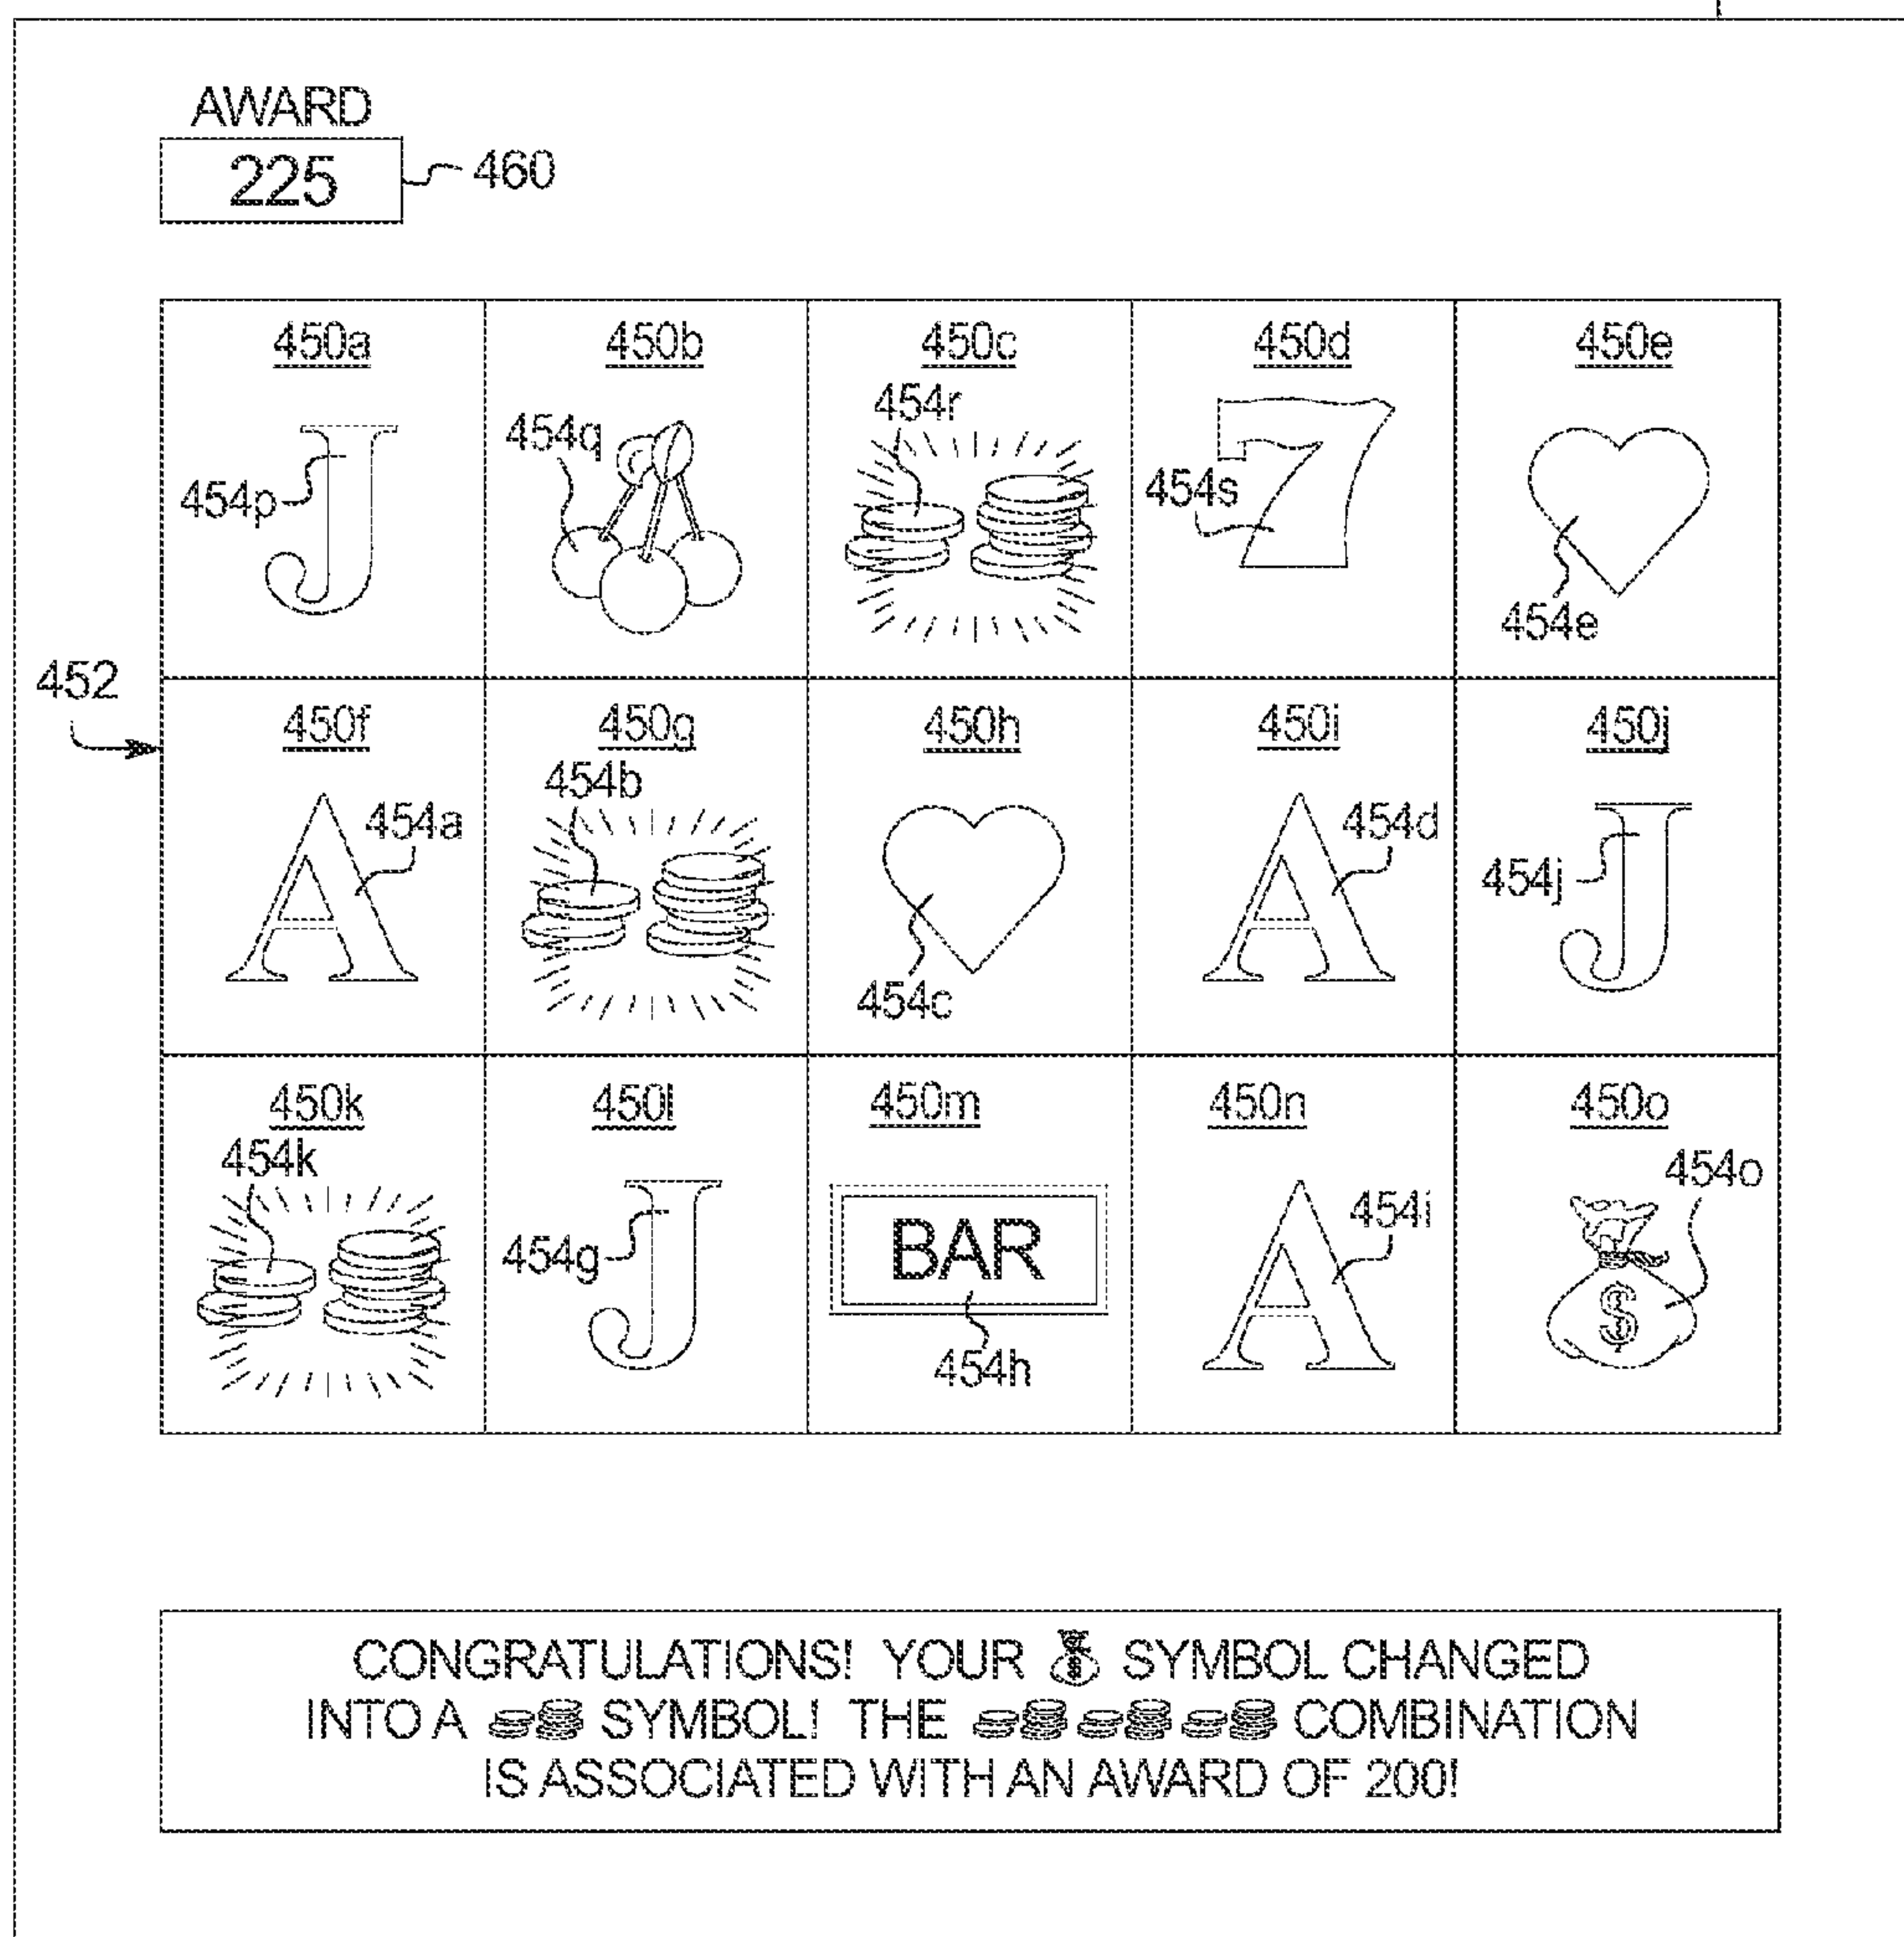 AWARD
225
460
450a 450b 450c 450d 450e
454p 454q 454r 454s 454e
7
J
452
450f 450g 450h 450i 450j
454a 454b 454c 454d 454j
A A J
450k 450l 450m 450n 450o
454k 454g 454h 454i 454o
J BAR A $
CONGRATULATIONS! YOUR $ SYMBOL CHANGED
INTO A SYMBOL! THE COMBINATION
IS ASSOCIATED WITH AN AWARD OF 200!